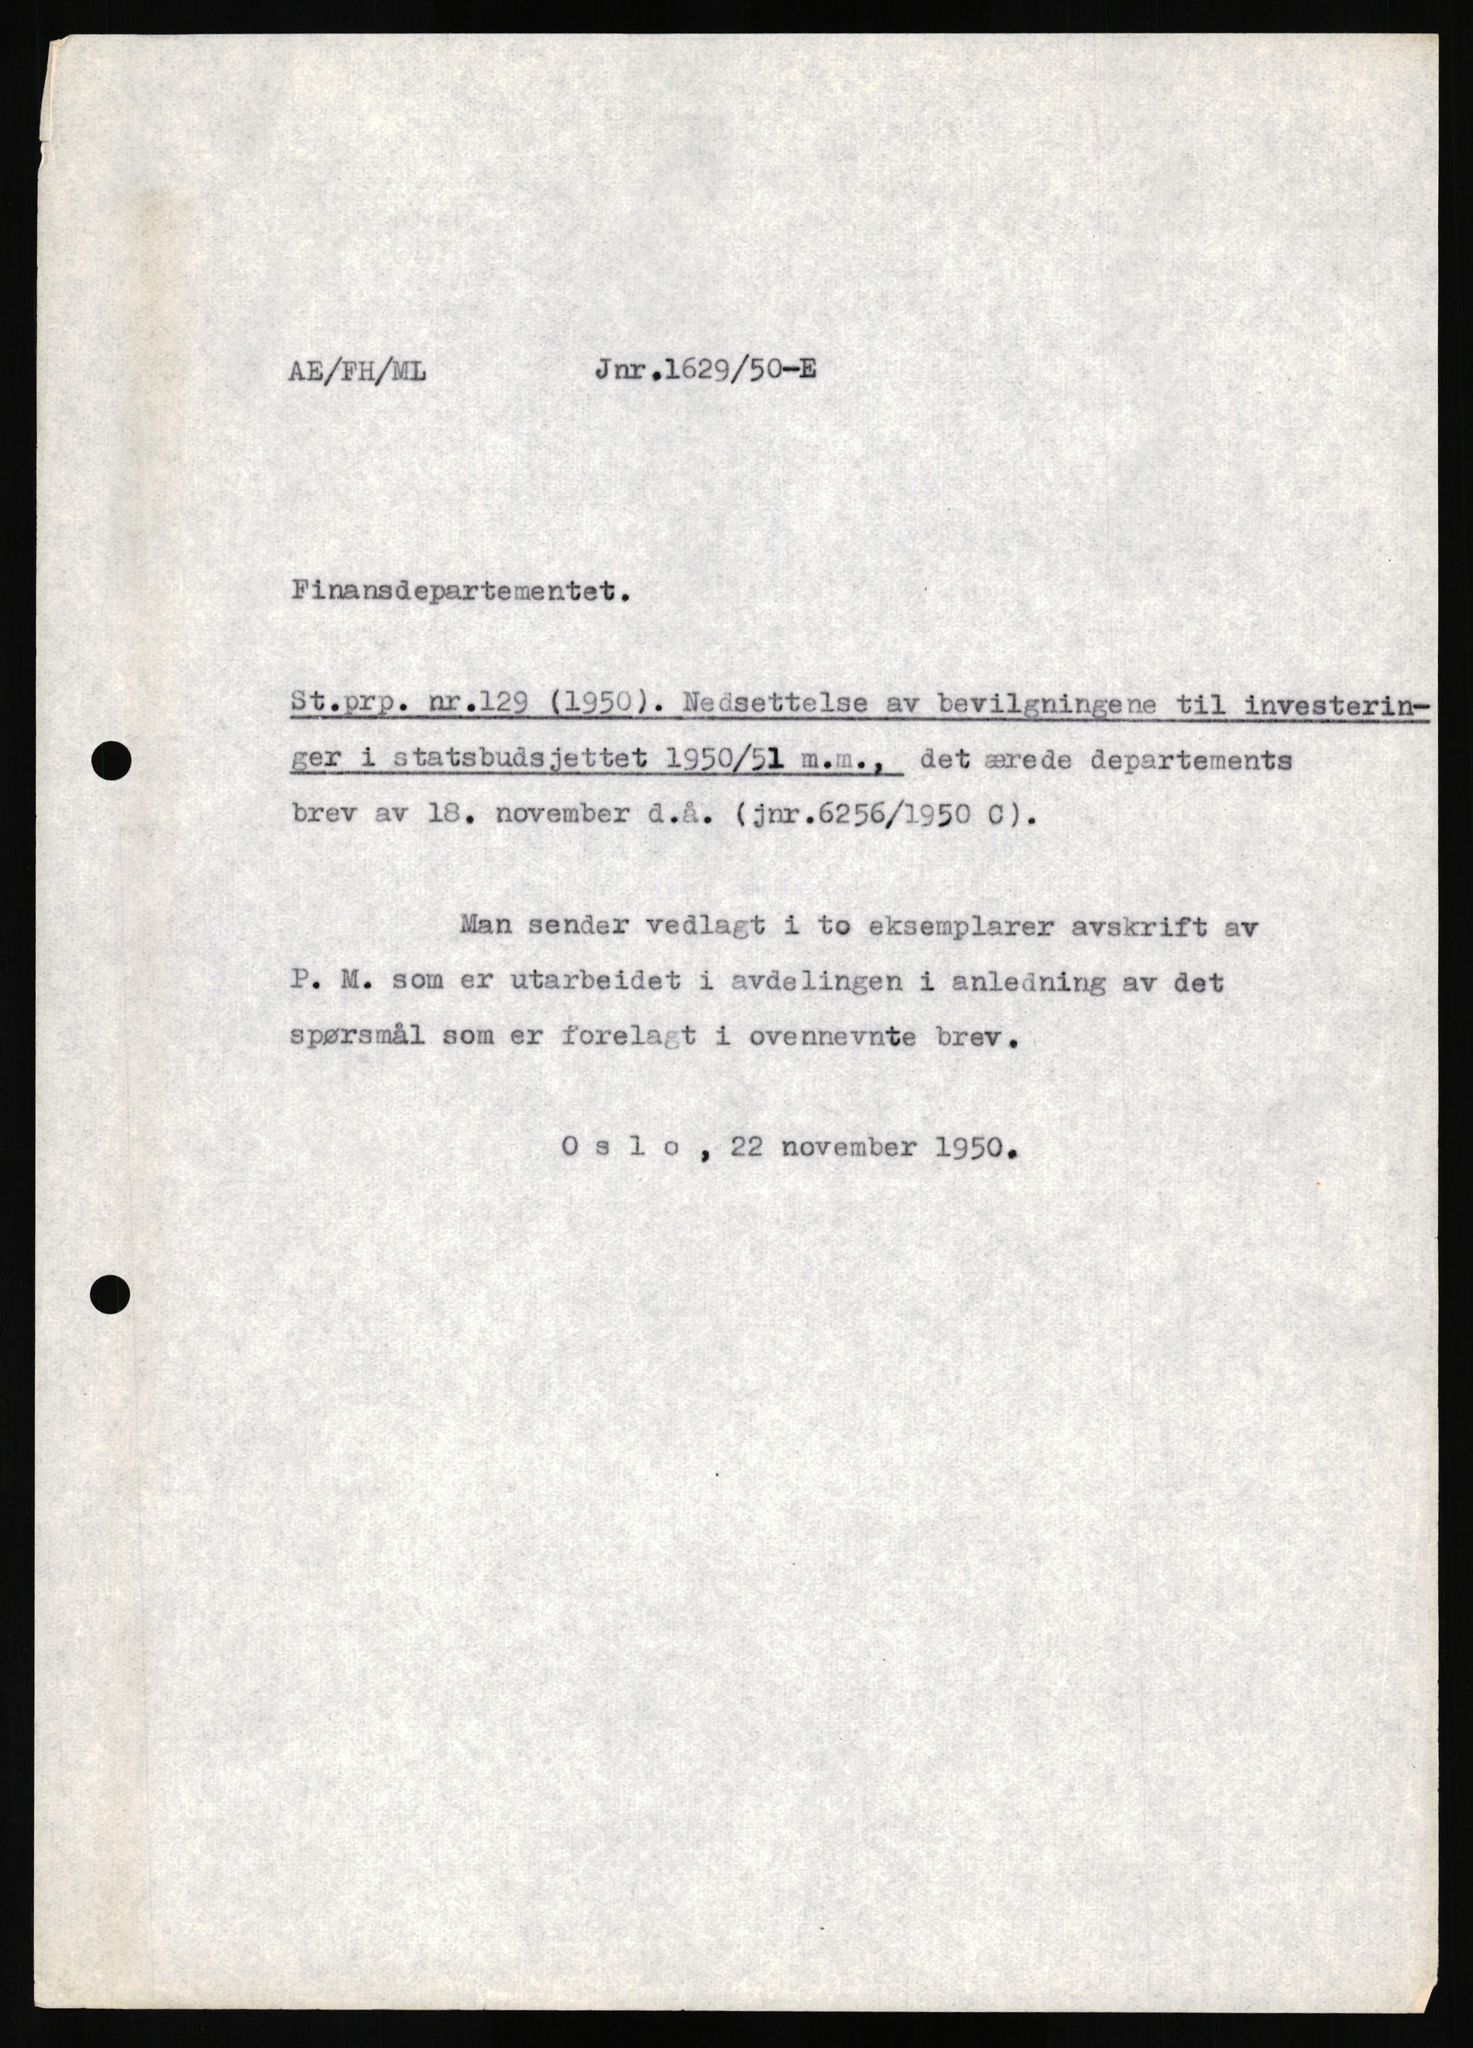 AE/FH/ML Jnr.1629/50-E
Finansdepartementet.
St.prp. nr.129 (1950). Nedsettelse av bevilgningene til investerin-
ger i statsbudsjettet 1950/51 m.m., det ærede departements
brev av 18. november d.å. (jnr.6256/1950 C).
Man sender vedlagt i to eksemplarer avskrift av
P. M. som er utarbeidet i avdelingen i anledning av det
spørsmål som er forelagt i ovennevnte brev.
O s l o , 22 november 1950.